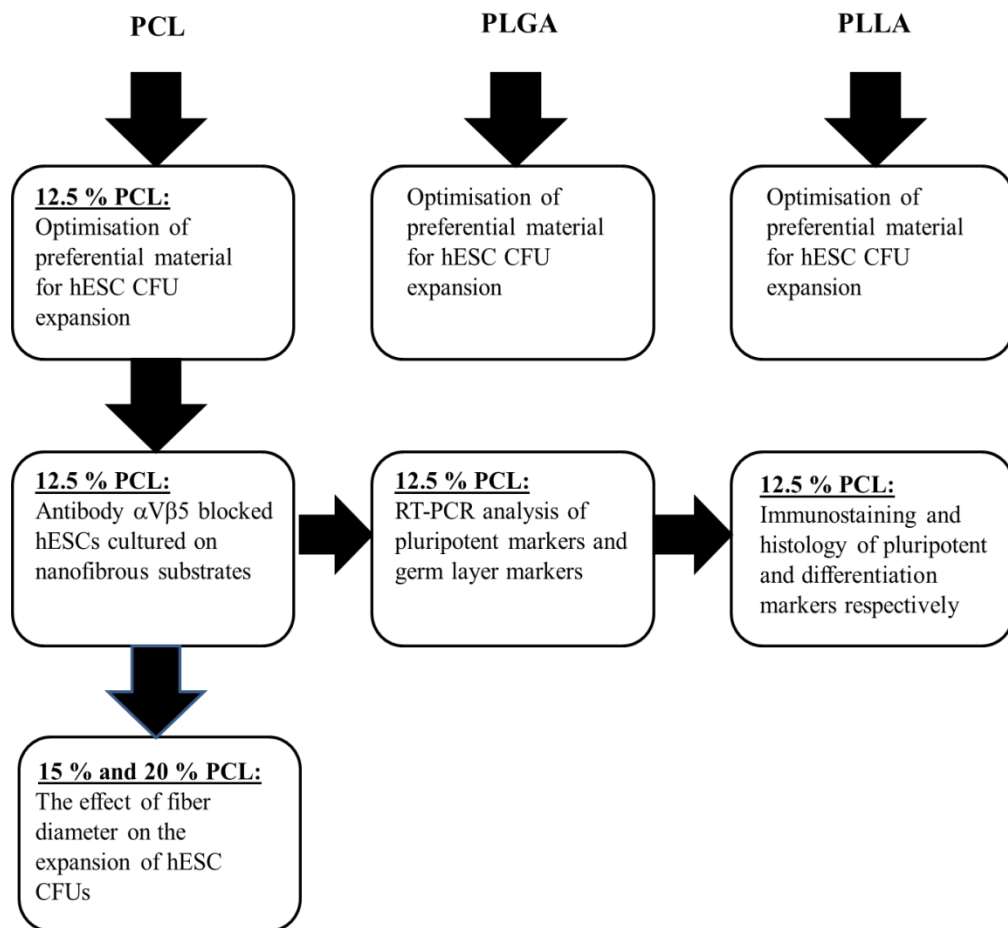 PCL
PLGA
PLLA
12.5 % PCL:
Optimisation of
preferential material
for hESC CFU
expansion
Optimisation of
preferential material
for hESC CFU
expansion
Optimisation of
preferential material
for hESC CFU
expansion
12.5 % PCL:
Antibody αVβ5 blocked
hESCs cultured on
nanofibrous substrates
12.5 % PCL:
RT-PCR analysis of
pluripotent markers and
germ layer markers
12.5 % PCL:
Immunostaining and
histology of pluripotent
and differentiation
markers respectively
15 % and 20 % PCL:
The effect of fiber
diameter on the
expansion of hESC
CFUs